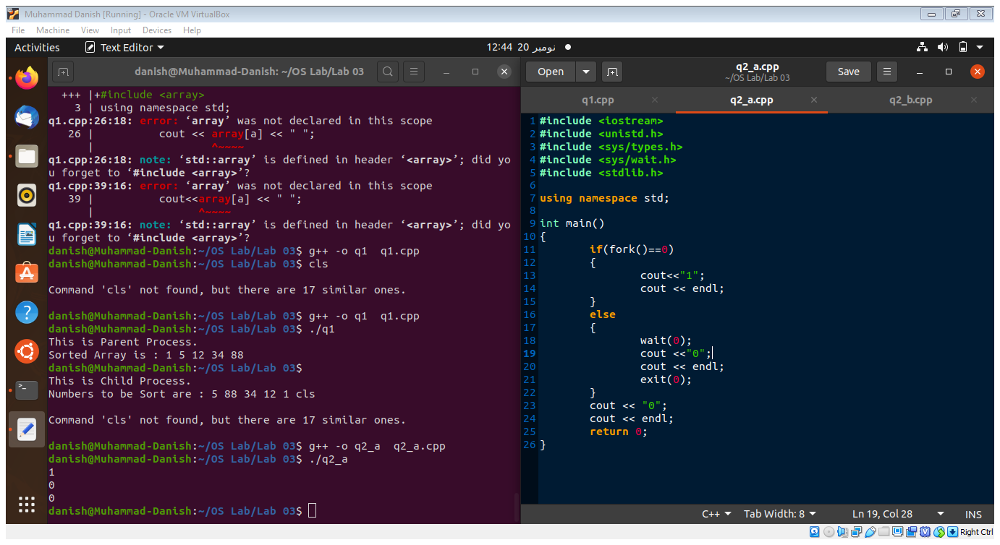 Muhammad Danish [Running] - Oracle VM VirtualBox
File Machine View Input Devices Help
Activities Text Editor 12:44 20 نومبر
danish@Muhammad-Danish: ~/OS Lab/Lab 03
+++ |+#include <array>
3 | using namespace std;
q1.cpp:26:18: error: ‘array’ was not declared in this scope
26 | cout << array[a] << " ";
| ^~~~~
q1.cpp:26:18: note: ‘std::array’ is defined in header ‘<array>’; did yo
u forget to ‘#include <array>’?
q1.cpp:39:16: error: ‘array’ was not declared in this scope
39 | cout<<array[a] << " ";
| ^~~~~
q1.cpp:39:16: note: ‘std::array’ is defined in header ‘<array>’; did yo
u forget to ‘#include <array>’?
danish@Muhammad-Danish:~/OS Lab/Lab 03$ g++ -o q1  q1.cpp
danish@Muhammad-Danish:~/OS Lab/Lab 03$ cls
Command 'cls' not found, but there are 17 similar ones.
danish@Muhammad-Danish:~/OS Lab/Lab 03$ g++ -o q1  q1.cpp
danish@Muhammad-Danish:~/OS Lab/Lab 03$ ./q1
This is Parent Process.
Sorted Array is : 1 5 12 34 88
danish@Muhammad-Danish:~/OS Lab/Lab 03$
This is Child Process.
Numbers to be Sort are : 5 88 34 12 1 cls
Command 'cls' not found, but there are 17 similar ones.
danish@Muhammad-Danish:~/OS Lab/Lab 03$ g++ -o q2_a  q2_a.cpp
danish@Muhammad-Danish:~/OS Lab/Lab 03$ ./q2_a
1
0
0
danish@Muhammad-Danish:~/OS Lab/Lab 03$
Open q2_a.cpp Save
~/OS Lab/Lab 03
q1.cpp q2_a.cpp q2_b.cpp
1 #include <iostream>
2 #include <unistd.h>
3 #include <sys/types.h>
4 #include <sys/wait.h>
5 #include <stdlib.h>
6
7 using namespace std;
8
9 int main()
10 {
11 if(fork()==0)
12 {
13 cout<<"1";
14 cout << endl;
15 }
16 else
17 {
18 wait(0);
19 cout <<"0";
20 cout << endl;
21 exit(0);
22 }
23 cout << "0";
24 cout << endl;
25 return 0;
26 }
C++ Tab Width: 8 Ln 19, Col 28 INS
Right Ctrl